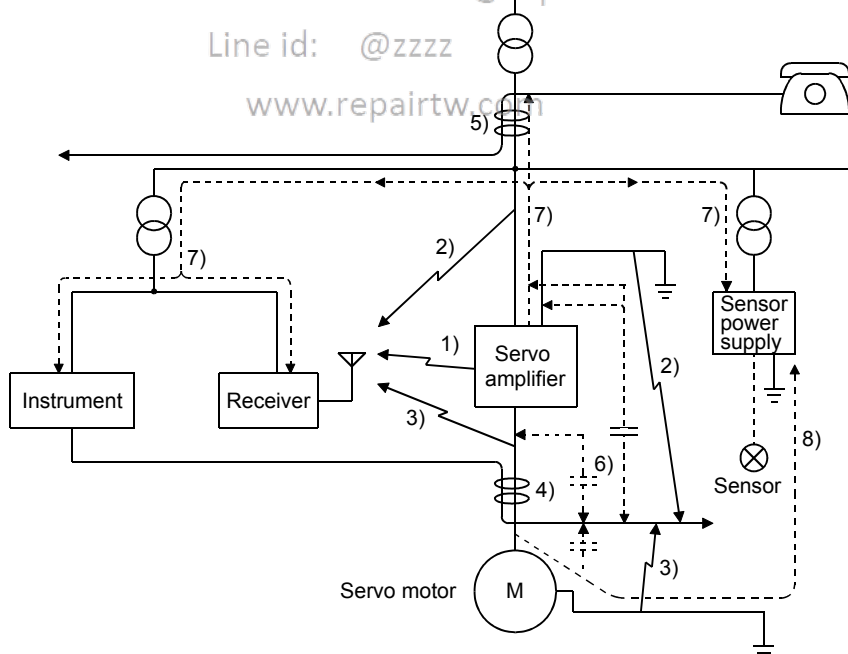 Line id: @zzzz
www.repairtw.com
5)
2)
7)
7)
7)
Sensor
power
supply
1)
Servo
amplifier
2)
Instrument
Receiver
3)
8)
6)
4)
Sensor
3)
Servo motor
M